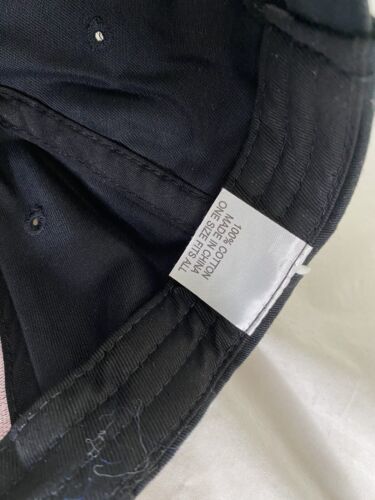 100% COTTON
MADE IN CHINA
ONE SIZE FITS ALL